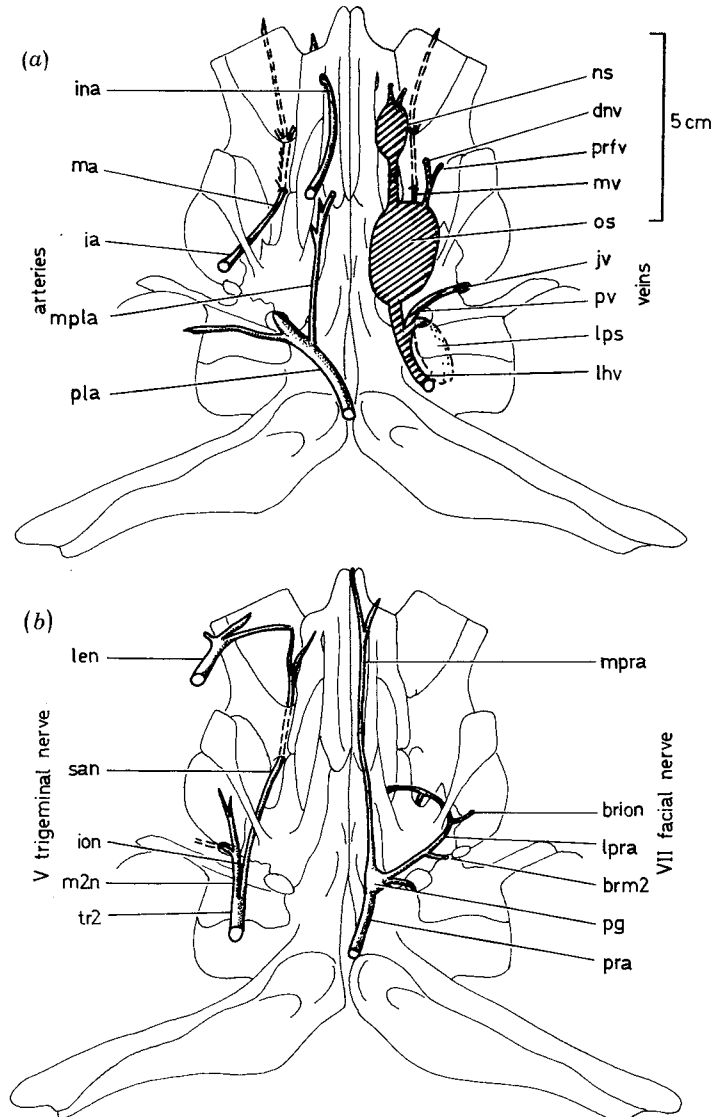 (a)
ina
ma
ia
arteries
mpla
pla
ns
dnv
prfv
mv
os
jv
pv
lps
lhv
veins
5 cm
(b)
len
V trigeminal nerve
san
ion
m2n
tr2
mpra
VII facial nerve
brion
lpra
brm2
pg
pra